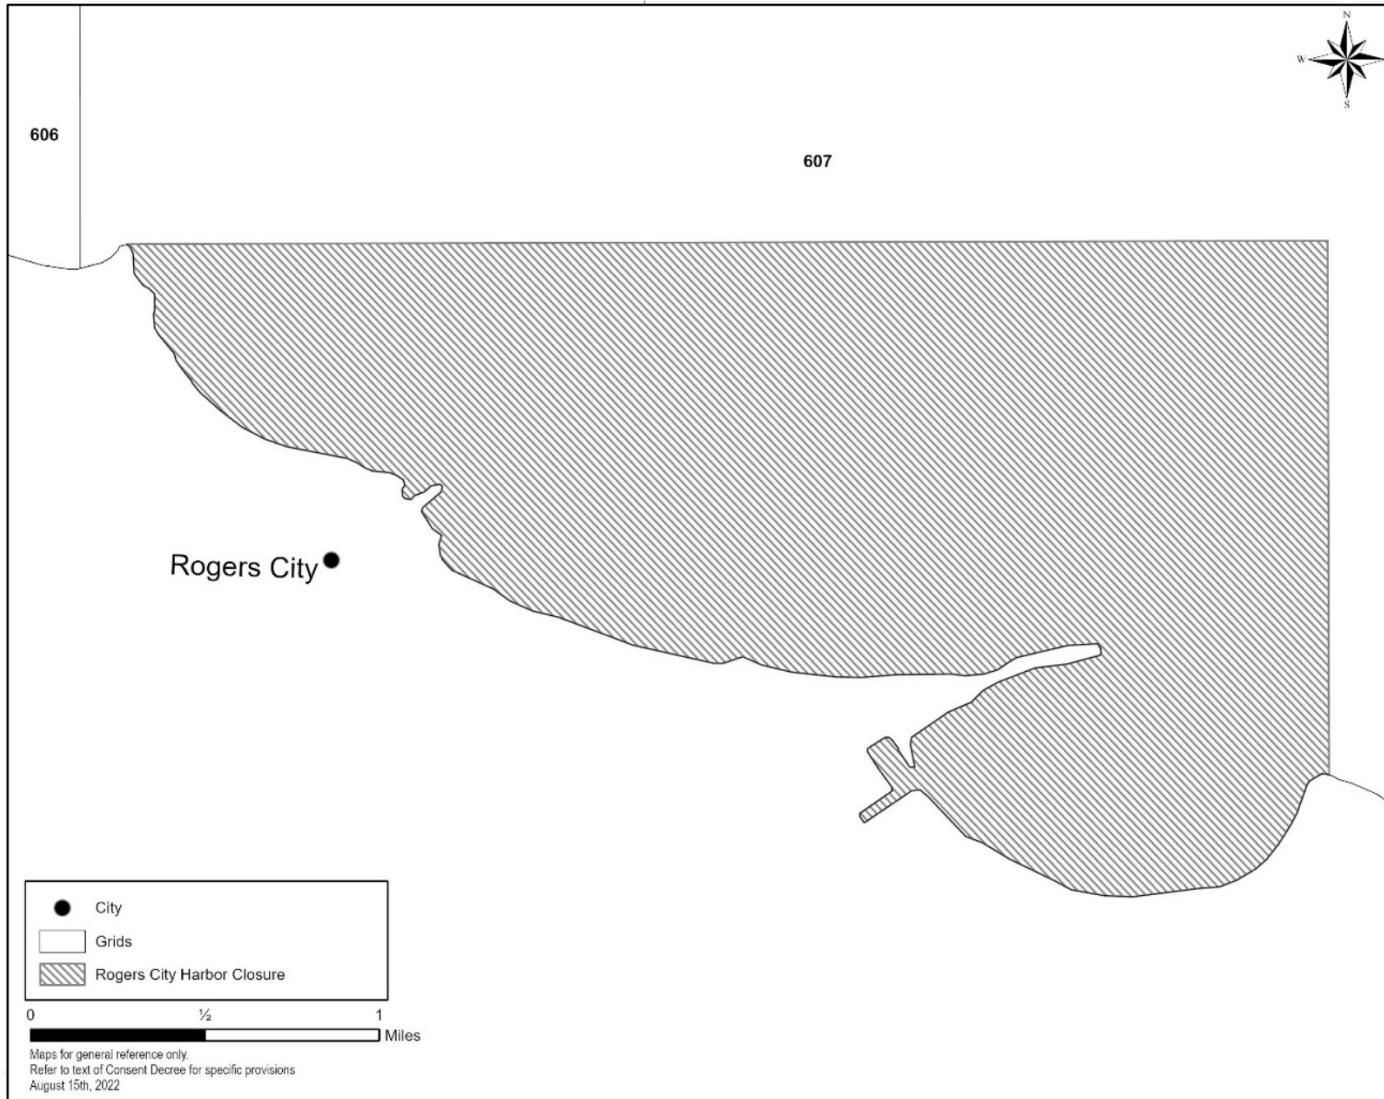 N
W
S
606
607
Rogers City
City
Grids
Rogers City Harbor Closure
0 ½ 1
Miles
Maps for general reference only.
Refer to text of Consent Decree for specific provisions
August 15th, 2022